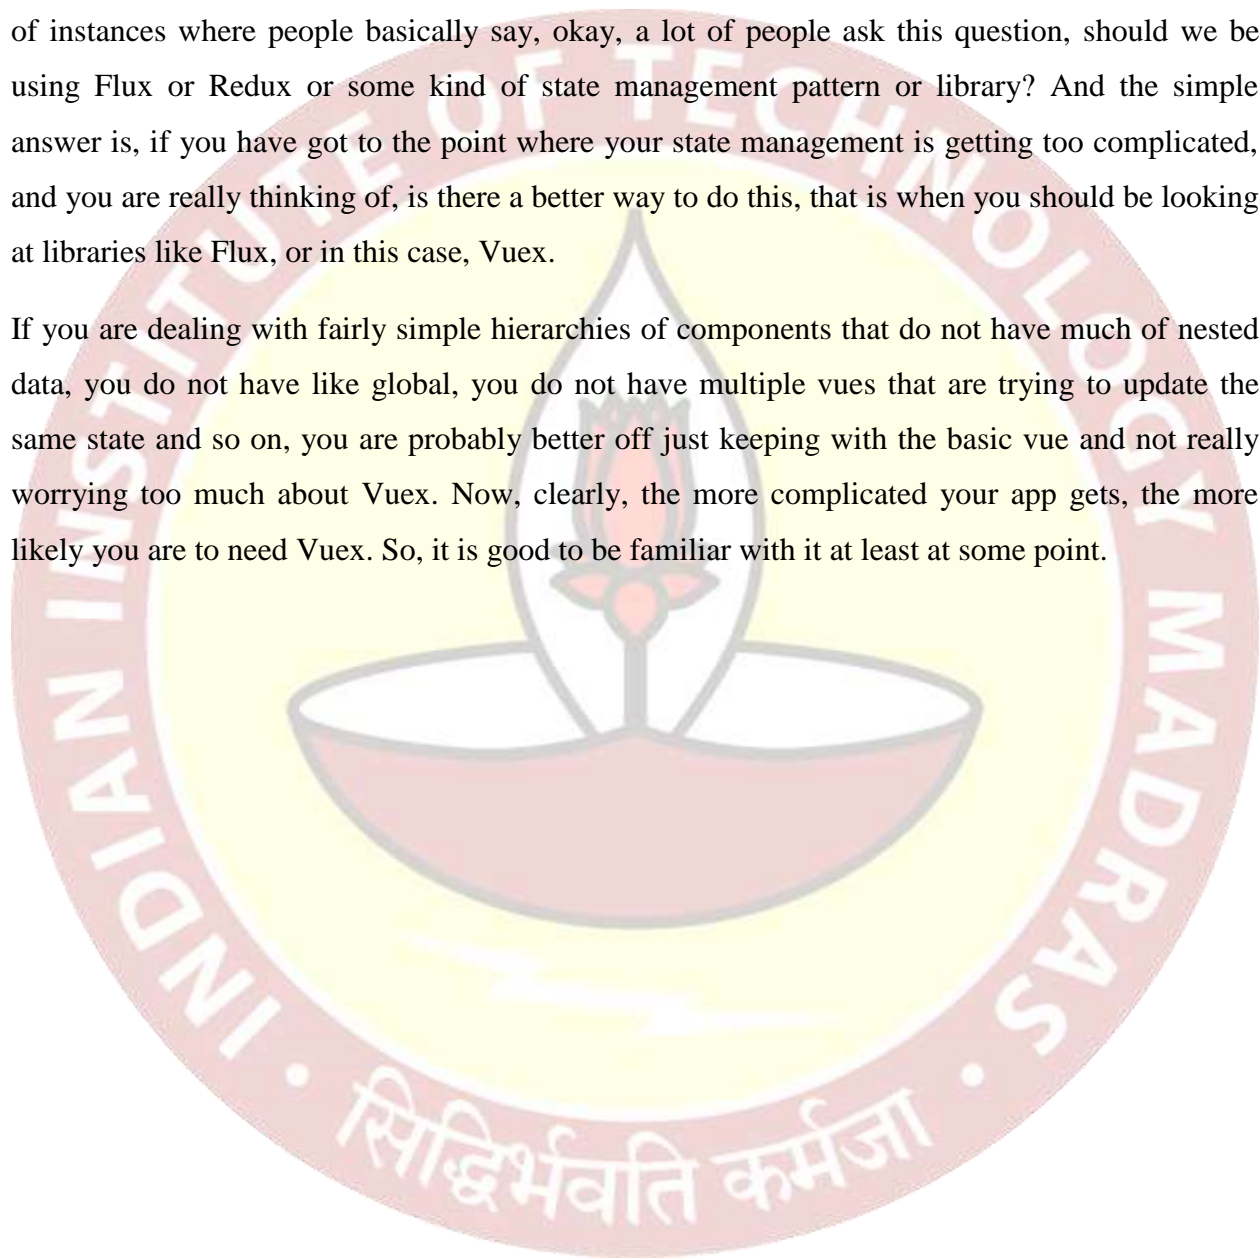 of instances where people basically say, okay, a lot of people ask this question, should we be
using Flux or Redux or some kind of state management pattern or library? And the simple
answer is, if you have got to the point where your state management is getting too complicated,
and you are really thinking of, is there a better way to do this, that is when you should be looking
at libraries like Flux, or in this case, Vuex.
If you are dealing with fairly simple hierarchies of components that do not have much of nested
data, you do not have like global, you do not have multiple vues that are trying to update the
same state and so on, you are probably better off just keeping with the basic vue and not really
worrying too much about Vuex. Now, clearly, the more complicated your app gets, the more
likely you are to need Vuex. So, it is good to be familiar with it at least at some point.
INDIAN INSTITUTE OF TECHNOLOGY MADRAS
सिद्धिर्भवति कर्मजा